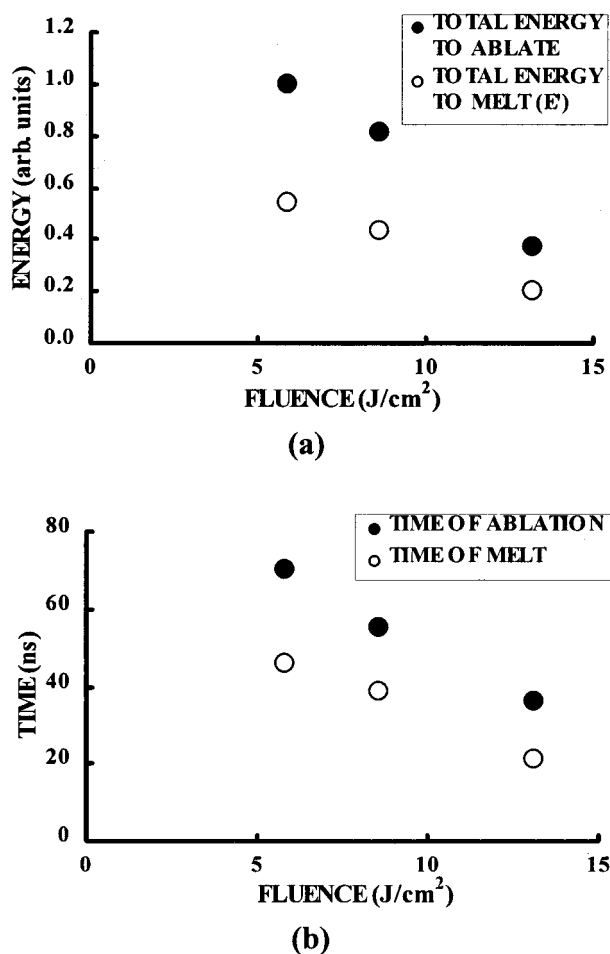 TOTAL ENERGY
TO ABLATE
TOTAL ENERGY
TO MELT (E')
1.2
1.0
0.8
0.6
0.4
0.2
0.0
ENERGY (arb. units)
0 5 10 15
FLUENCE (J/cm²)
(a)
TIME OF ABLATION
TIME OF MELT
80
60
40
20
0
TIME (ns)
0 5 10 15
FLUENCE (J/cm²)
(b)